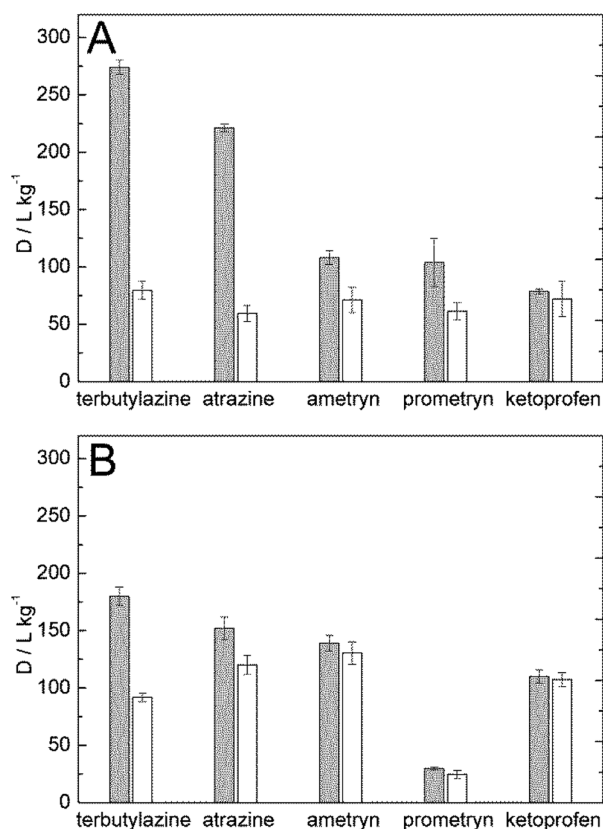 A
300
250
200
150
100
50
0
D / L kg⁻¹
terbutylazine atrazine ametryn prometryn ketoprofen
B
300
250
200
150
100
50
0
D / L kg⁻¹
terbutylazine atrazine ametryn prometryn ketoprofen